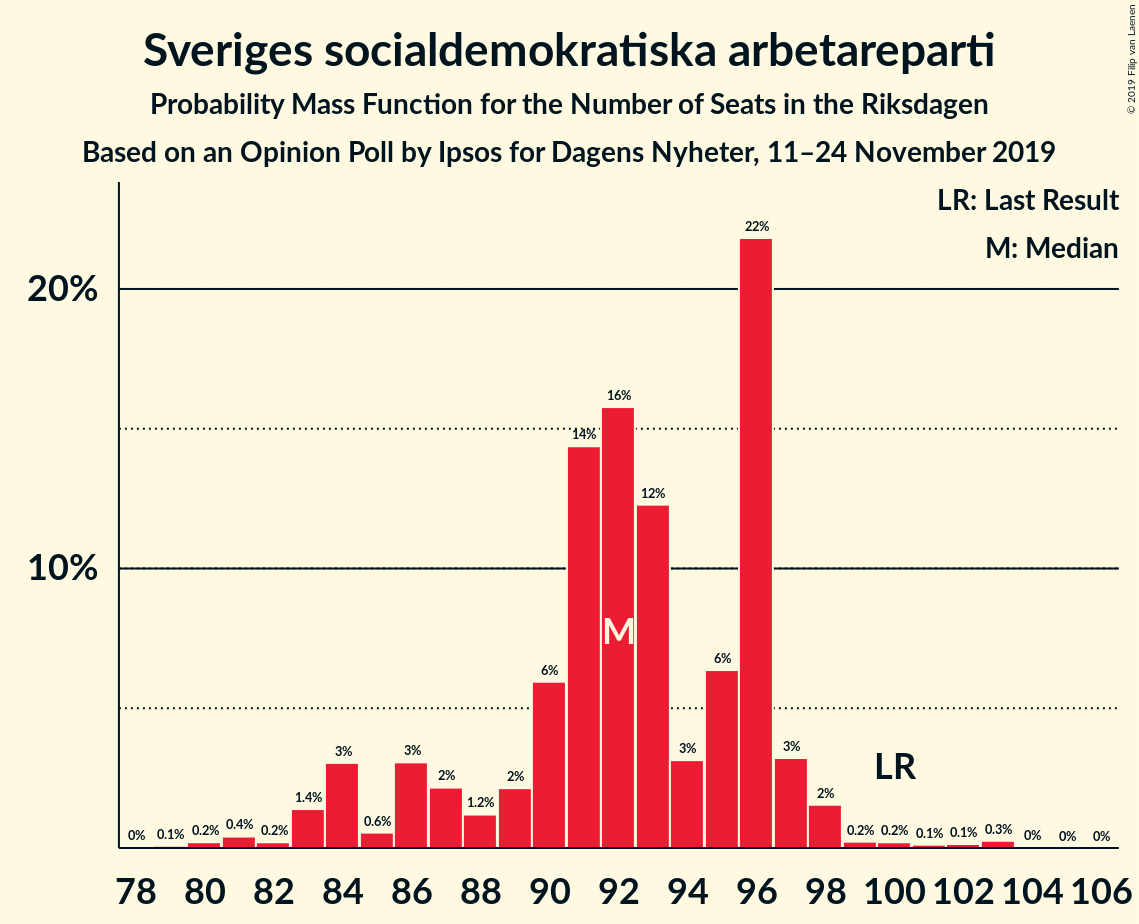 Sveriges socialdemokratiska arbetareparti
Probability Mass Function for the Number of Seats in the Riksdagen
Based on an Opinion Poll by Ipsos for Dagens Nyheter, 11–24 November 2019
© 2019 Filip van Laenen
LR: Last Result
M: Median
20%
10%
0% 0.1% 0.2% 0.4% 0.2% 1.4% 3% 0.6% 3% 2% 1.2% 2% 6% 14% 16% 12% 3% 6% 22% 3% 2% 0.2% 0.2% 0.1% 0.1% 0.3% 0% 0% 0%
M
LR
78 80 82 84 86 88 90 92 94 96 98 100 102 104 106